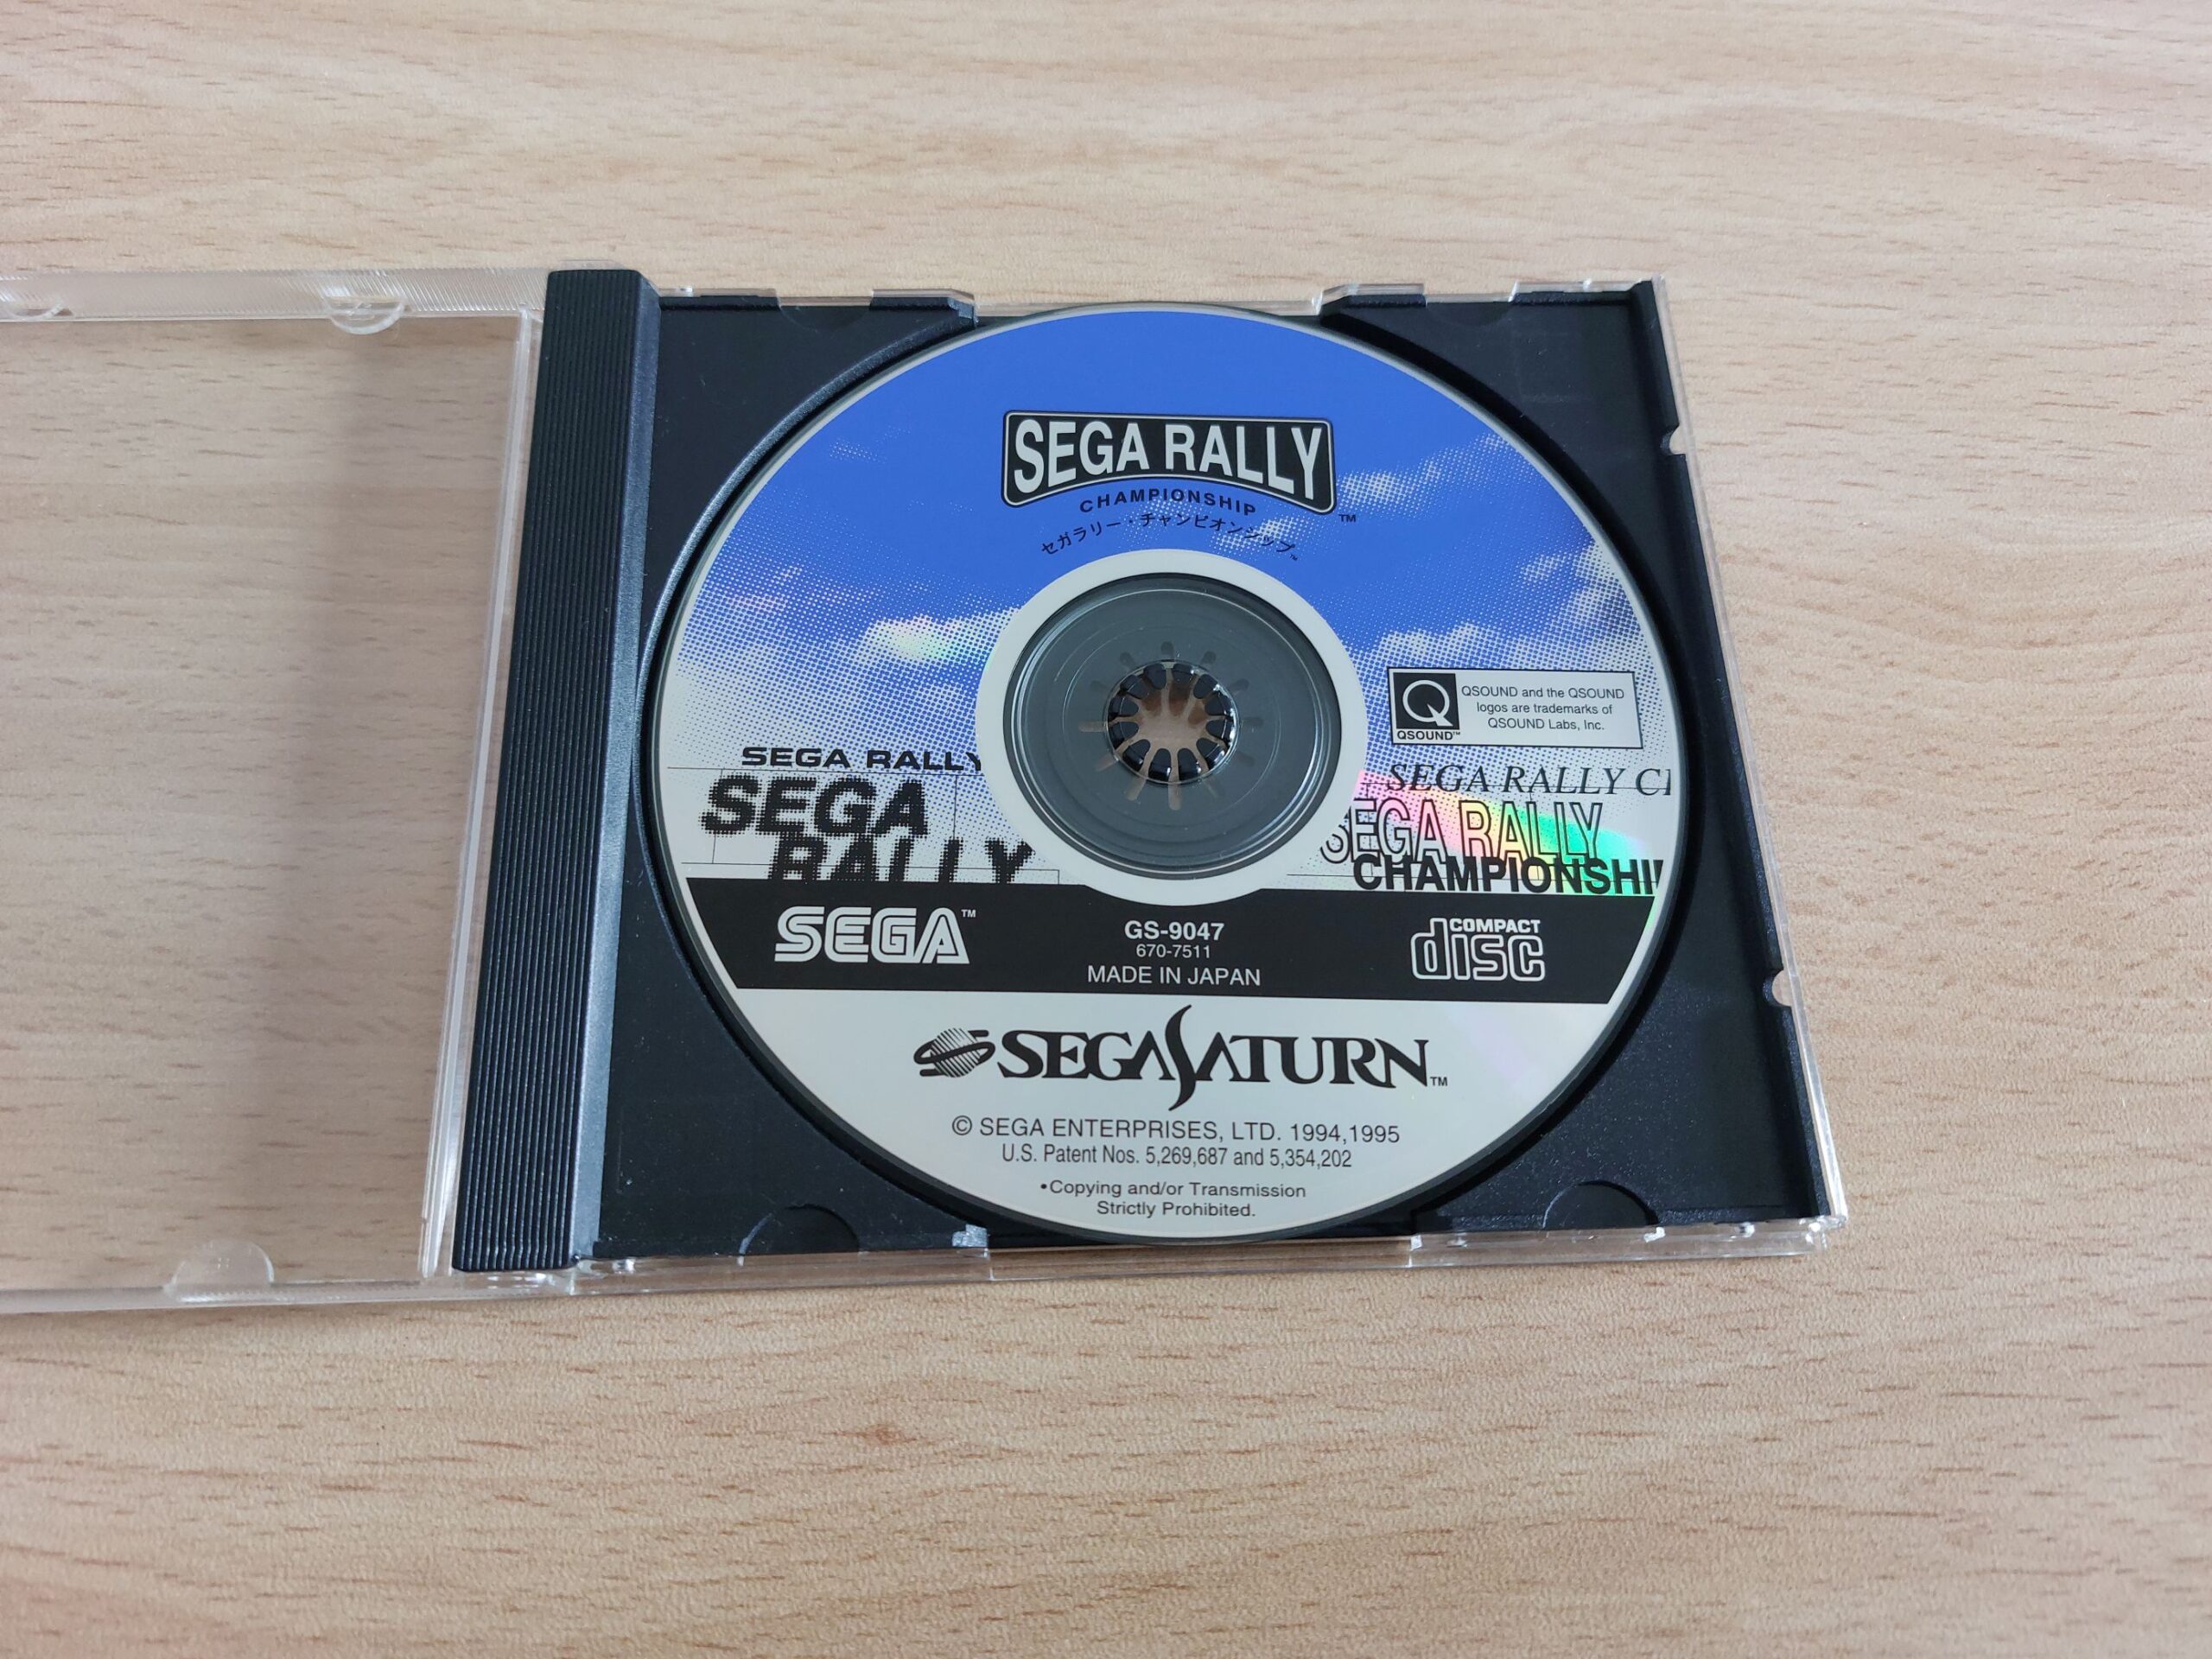 SEGA RALLY
CHAMPIONSHIP ™
セガラリー・チャンピオンシップ™
Q QSOUND™
QSOUND and the QSOUND
logos are trademarks of
QSOUND Labs, Inc.
SEGA RALLY
SEGA
RALLY
SEGA RALLY
SEGA RALLY
CHAMPIONSHI
SEGA™
GS-9047
670-7511
MADE IN JAPAN
COMPACT
disc
SEGA SATURN™
© SEGA ENTERPRISES, LTD. 1994,1995
U.S. Patent Nos. 5,269,687 and 5,354,202
•Copying and/or Transmission
Strictly Prohibited.